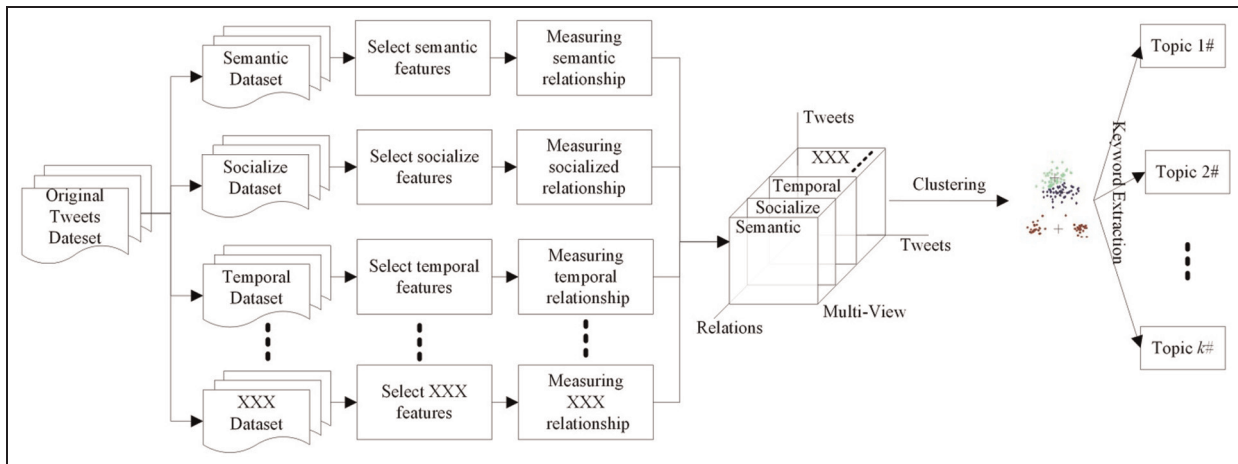 Original
Tweets
Dateset
Semantic
Dataset
Select semantic
features
Measuring
semantic
relationship
Socialize
Dataset
Select socialize
features
Measuring
socialized
relationship
Temporal
Dataset
Select temporal
features
Measuring
temporal
relationship
XXX
Dataset
Select XXX
features
Measuring
XXX
relationship
Tweets
XXX
Temporal
Socialize
Semantic
Tweets
Relations
Multi-View
Clustering
Keyword Extraction
Topic 1#
Topic 2#
Topic k#